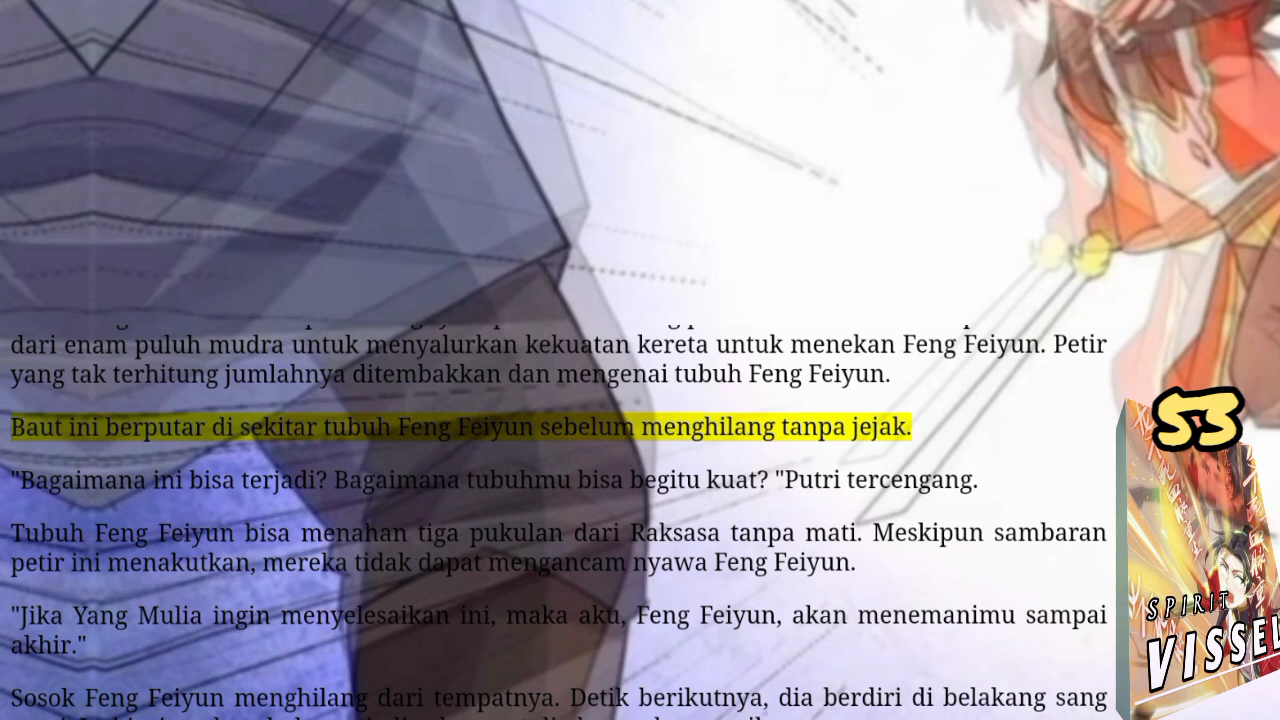 dari enam puluh mudra untuk menyalurkan kekuatan kereta untuk menekan Feng Feiyun. Petir
yang tak terhitung jumlahnya ditembakkan dan mengenai tubuh Feng Feiyun.
Baut ini berputar di sekitar tubuh Feng Feiyun sebelum menghilang tanpa jejak.
"Bagaimana ini bisa terjadi? Bagaimana tubuhmu bisa begitu kuat? "Putri tercengang.
Tubuh Feng Feiyun bisa menahan tiga pukulan dari Raksasa tanpa mati. Meskipun sambaran
petir ini menakutkan, mereka tidak dapat mengancam nyawa Feng Feiyun.
"Jika Yang Mulia ingin menyelesaikan ini, maka aku, Feng Feiyun, akan menemanimu sampai
akhir."
Sosok Feng Feiyun menghilang dari tempatnya. Detik berikutnya, dia berdiri di belakang sang
53
SPIRIT
VISSEL